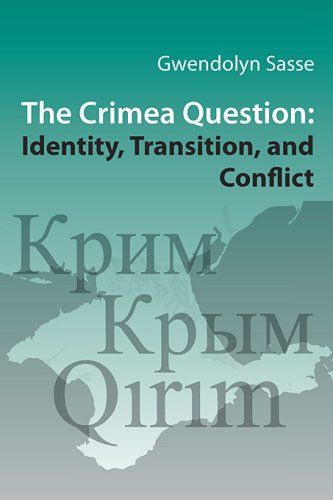 Gwendolyn Sasse
The Crimea Question:
Identity, Transition, and
Conflict
Крим
Крым
Qırım